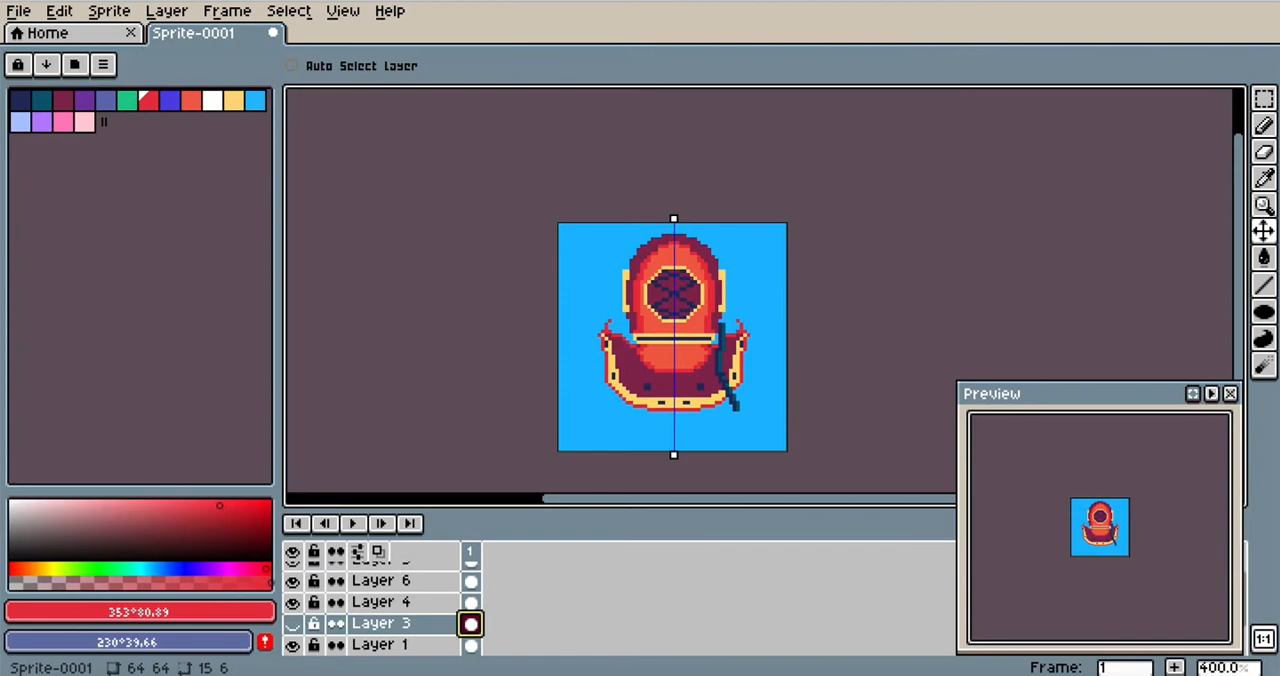 File Edit Sprite Layer Frame Select View Help
Home Sprite-0001
Auto Select Layer
Preview
1
Layer 6
Layer 4
Layer 3
Layer 1
353°80.89
230°39.66
1:1
Sprite-0001 64 64 15 6 Frame: 1 400.0%